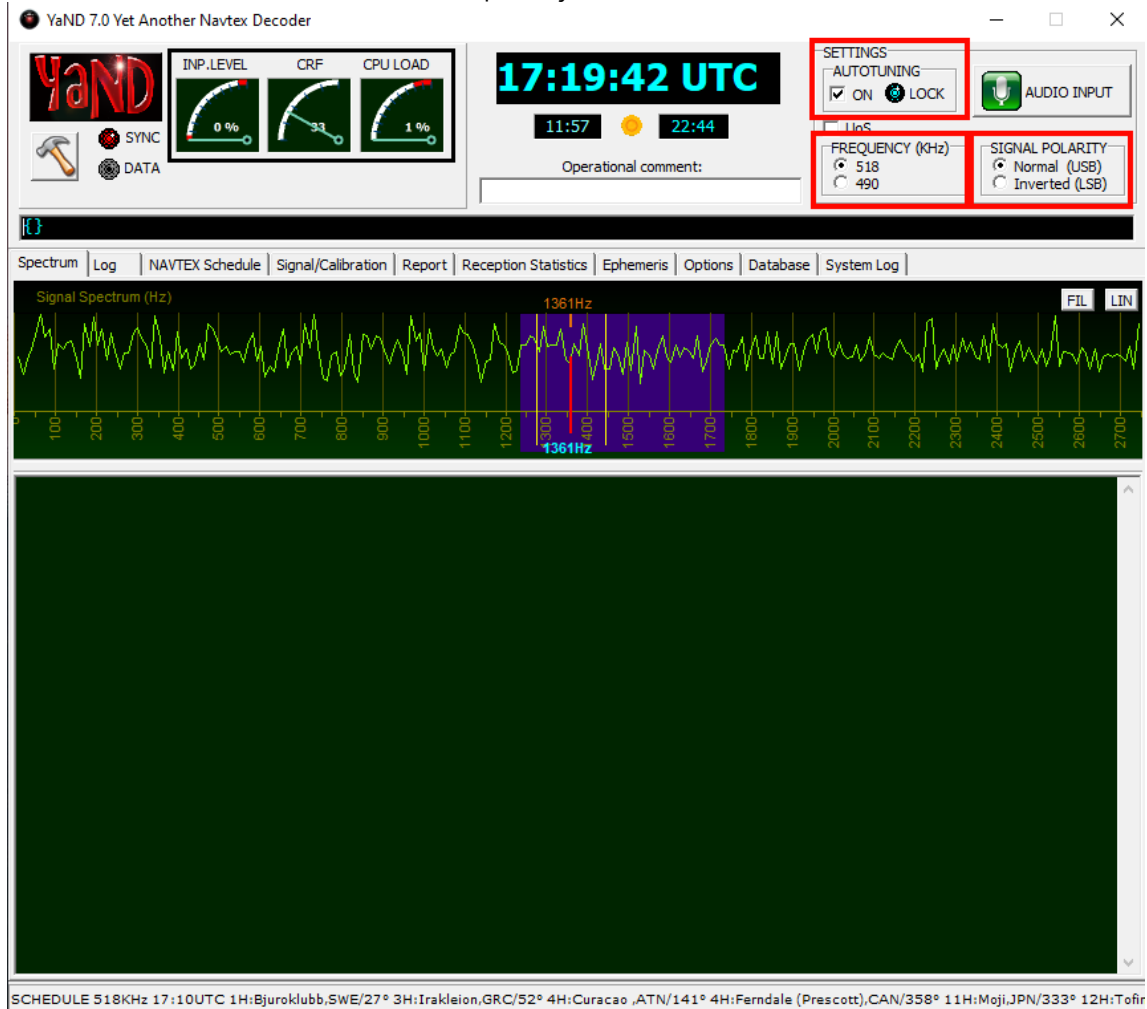 YaND 7.0 Yet Another Navtex Decoder
YaND
SYNC
DATA
INP.LEVEL CRF CPU LOAD
0 % 33 1 %
17:19:42 UTC
11:57 22:44
Operational comment:
SETTINGS
AUTOTUNING
ON LOCK
AUDIO INPUT
UoS
FREQUENCY (KHz)
518
490
SIGNAL POLARITY
Normal (USB)
Inverted (LSB)
{}
Spectrum Log NAVTEX Schedule Signal/Calibration Report Reception Statistics Ephemeris Options Database System Log
Signal Spectrum (Hz)
1361Hz
FIL LIN
0 100 200 300 400 500 600 700 800 900 1000 1100 1200 1300 1400 1500 1600 1700 1800 1900 2000 2100 2200 2300 2400 2500 2600 2700
1361Hz
SCHEDULE 518KHz 17:10UTC 1H:Bjuroklubb,SWE/27° 3H:Irakleion,GRC/52° 4H:Curacao ,ATN/141° 4H:Ferndale (Prescott),CAN/358° 11H:Moji,JPN/333° 12H:Tofin